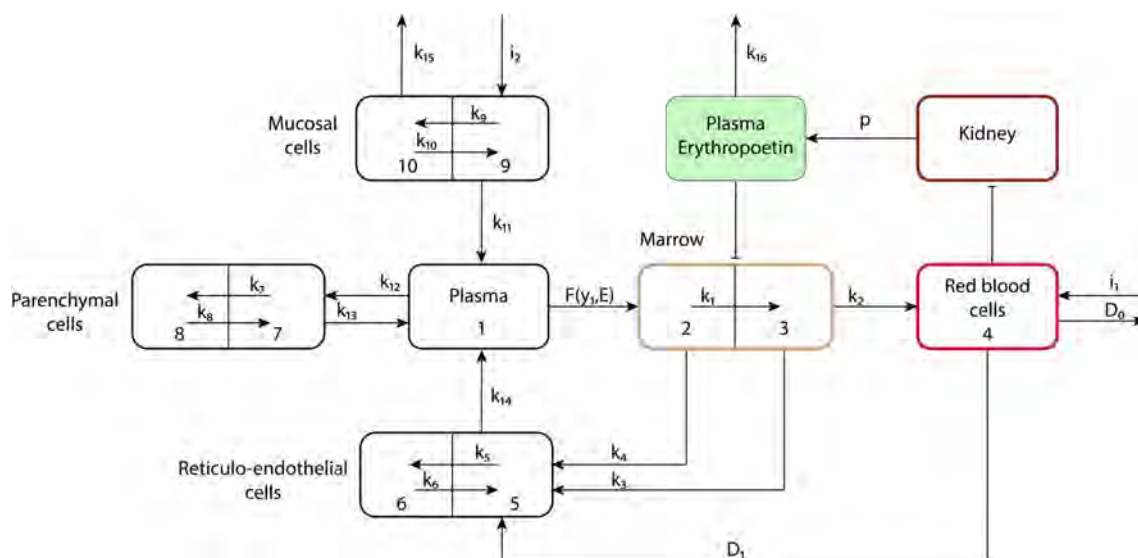 k₁₅
i₂
k₁₆
Mucosal
cells
k₉
k₁₀
10
9
Plasma
Erythropoetin
p
Kidney
k₁₁
Marrow
Parenchymal
cells
k₇
k₈
8
7
k₁₂
k₁₃
Plasma
1
F(y₁,E)
k₁
2
3
k₂
Red blood
cells
4
i₁
D₀
k₁₄
Reticulo-endothelial
cells
k₅
k₆
6
5
k₄
k₃
D₁